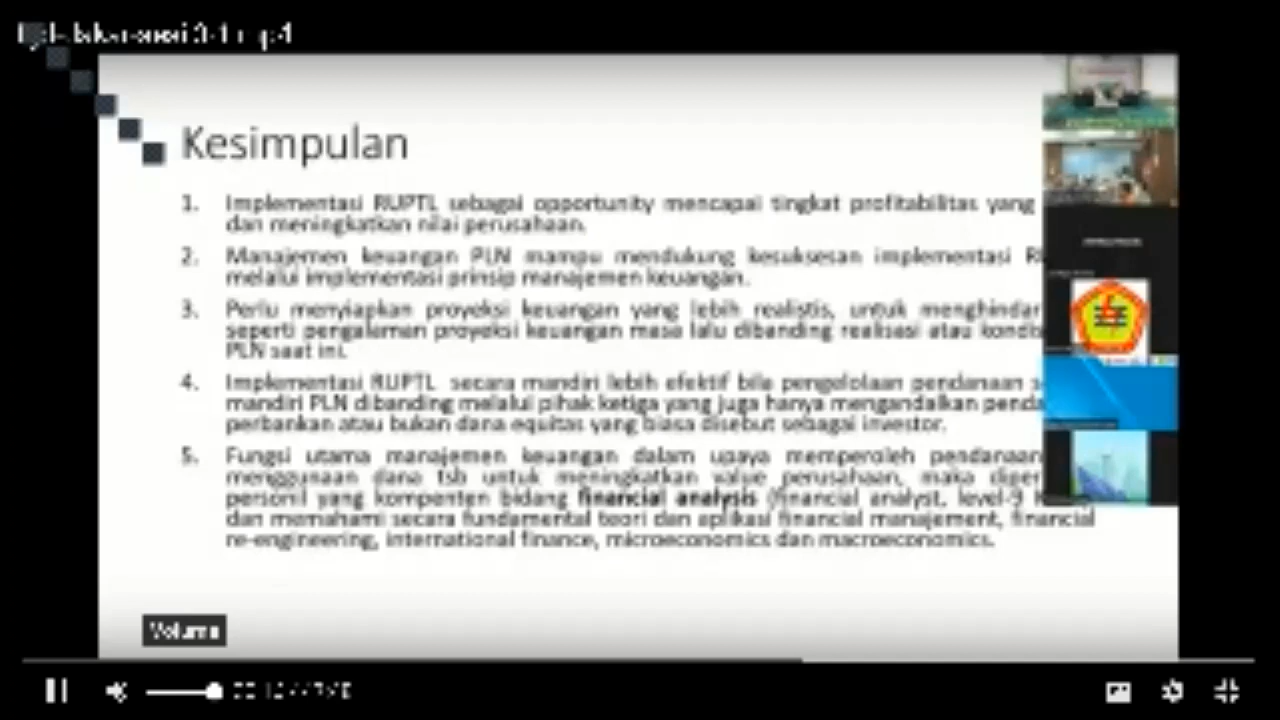 Kesimpulan
1. Implementasi RUPTL sebagai opportunity mencapai tingkat profitabilitas yang
dan meningkatkan nilai perusahaan.
2. Manajemen keuangan PLN mampu mendukung kesuksesan implementasi
melalui implementasi prinsip manajemen keuangan.
3. Perlu menyiapkan proyeksi keuangan yang lebih realistis, untuk menghindar
seperti pengalaman proyeksi keuangan masa lalu dibanding realisasi atau kondis
PLN saat ini.
4. Implementasi RUPTL secara mandiri lebih efektif bila pengelolaan pendanaan s
mandiri PLN dibanding melalui pihak ketiga yang juga hanya mengandalkan penda
perbankan atau bukan dana equitas yang biasa disebut sebagai investor.
5. Fungsi utama manajemen keuangan dalam upaya memperoleh pendanaan
menggunaan dana tsb untuk meningkatkan value perusahaan, maka diper
personil yang kompenten bidang financial analysis (financial analyst, level-9
dan memahami secara fundamental teori dan aplikasi financial manajement, financial
re-engineering, international finance, microeconomics dan macroeconomics.
Volume